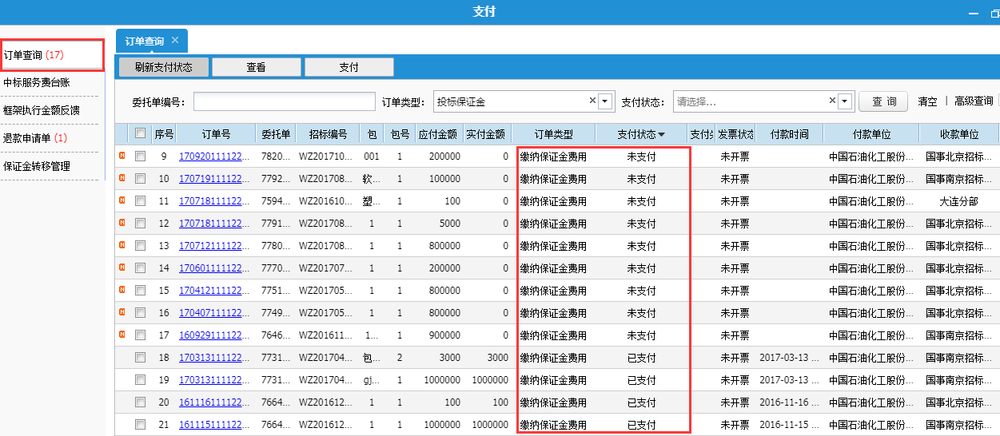 支付
订单查询 (17)
中标服务费台账
框架执行金额反馈
退款申请单 (1)
保证金转移管理
订单查询 ×
刷新支付状态 查看 支付
委托单编号： 订单类型： 投标保证金 × 支付状态： 请选择... × 查 询 清空 | 高级查询
序号 订单号 委托单 招标编号 包 包号 应付金额 实付金额 订单类型 支付状态 支付 发票状态 付款时间 付款单位 收款单位
9 170920111122... 7820... WZ201710... 001 1 200000 0 缴纳保证金费用 未支付 未开票 中国石油化工股份... 国事北京招标...
10 170719111122... 7792... WZ201708... 软... 1 100000 0 缴纳保证金费用 未支付 未开票 中国石油化工股份... 国事南京招标...
11 170718111122... 7594... WZ201610... 塑... 1 100 0 缴纳保证金费用 未支付 未开票 中国石油化工股份... 大连分部
12 170718111122... 7791... WZ201708... 1 1 5000 0 缴纳保证金费用 未支付 未开票 中国石油化工股份... 国事北京招标...
13 170712111122... 7780... WZ201708... 1 1 800000 0 缴纳保证金费用 未支付 未开票 中国石油化工股份... 国事北京招标...
14 170601111122... 7770... WZ201707... 1 1 200000 0 缴纳保证金费用 未支付 未开票 中国石油化工股份... 国事南京招标...
15 170412111122... 7751... WZ201705... 1 1 800000 0 缴纳保证金费用 未支付 未开票 中国石油化工股份... 国事南京招标...
16 170407111122... 7749... WZ201705... 1 1 800000 0 缴纳保证金费用 未支付 未开票 中国石油化工股份... 国事南京招标...
17 160929111122... 7646... WZ201611... 1... 1 900000 0 缴纳保证金费用 未支付 未开票 中国石油化工股份... 国事南京招标...
18 170313111122... 7731... WZ201704... 包... 2 3000 3000 缴纳保证金费用 已支付 未开票 2017-03-13 ... 中国石油化工股份... 国事北京招标...
19 170313111122... 7731... WZ201704... gj... 1 1000000 1000000 缴纳保证金费用 已支付 未开票 2017-03-13 ... 中国石油化工股份... 国事南京招标...
20 161116111122... 7664... WZ201612... 1 1 100 100 缴纳保证金费用 已支付 未开票 2016-11-16 ... 中国石油化工股份... 国事北京招标...
21 161115111122... 7664... WZ201612... 1 1 1000000 1000000 缴纳保证金费用 已支付 未开票 2016-11-15 ... 中国石油化工股份... 国事南京招标...